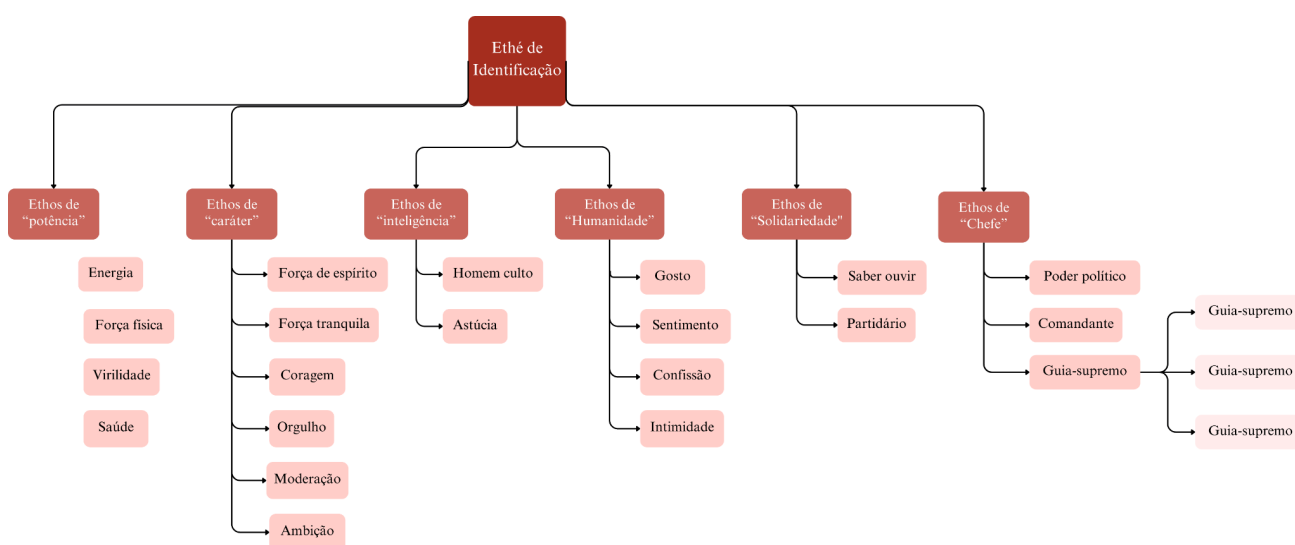 Ethé de
Identificação
Ethos de
“potência”
Ethos de
“caráter”
Ethos de
“inteligência”
Ethos de
“Humanidade”
Ethos de
“Solidariedade"
Ethos de
“Chefe”
Energia
Força física
Virilidade
Saúde
Força de espírito
Força tranquila
Coragem
Orgulho
Moderação
Ambição
Homem culto
Astúcia
Gosto
Sentimento
Confissão
Intimidade
Saber ouvir
Partidário
Poder político
Comandante
Guia-supremo
Guia-supremo
Guia-supremo
Guia-supremo